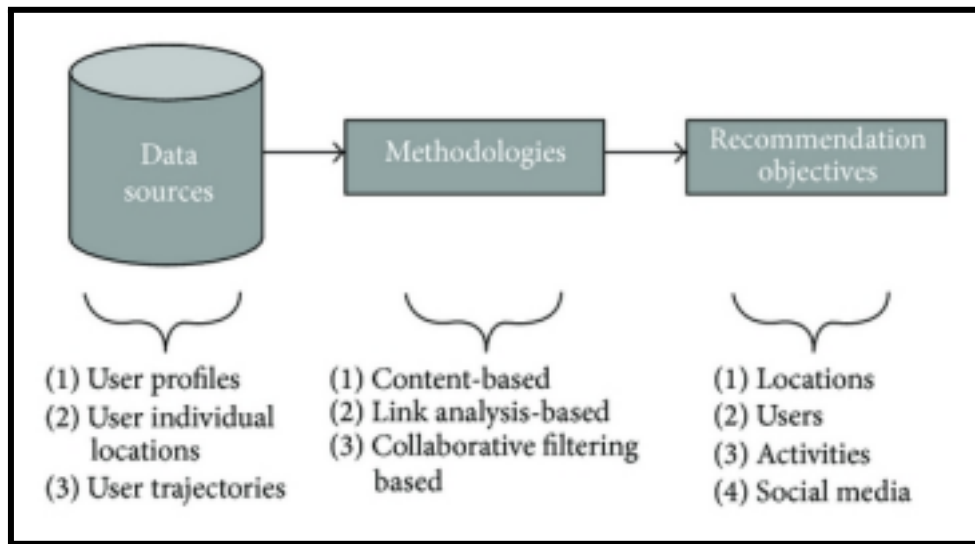 Data
sources
Methodologies
Recommendation
objectives
(1) User profiles
(2) User individual
locations
(3) User trajectories
(1) Content-based
(2) Link analysis-based
(3) Collaborative filtering
based
(1) Locations
(2) Users
(3) Activities
(4) Social media